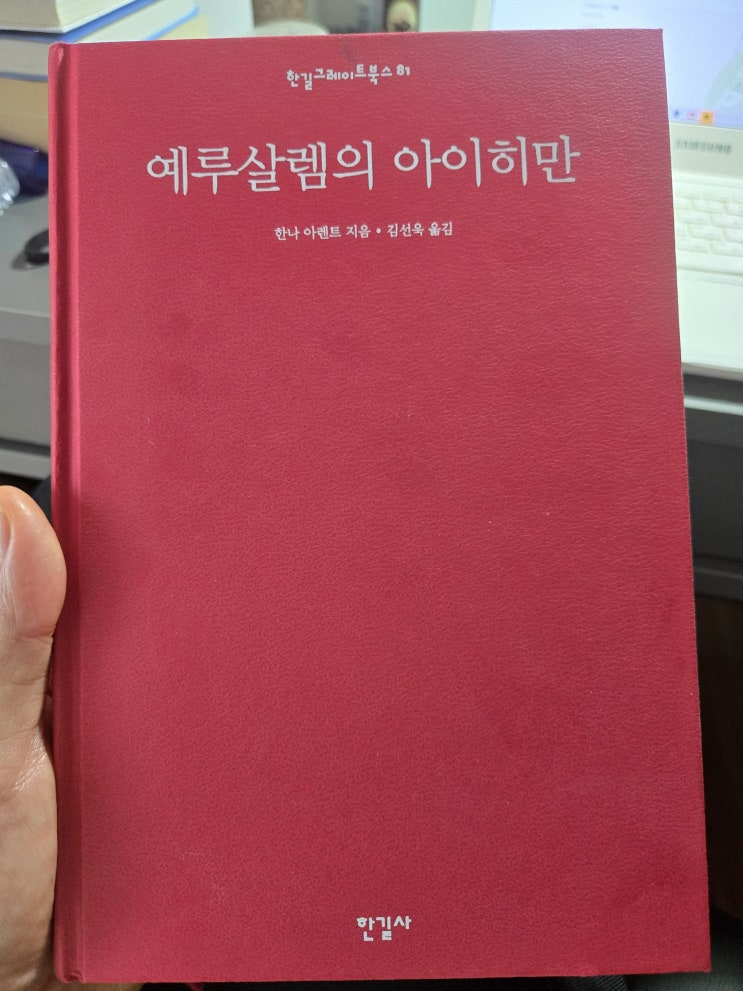 한길그레이트북스 81
예루살렘의 아이히만
한나 아렌트 지음 • 김선욱 옮김
한길사
SAMSUNG